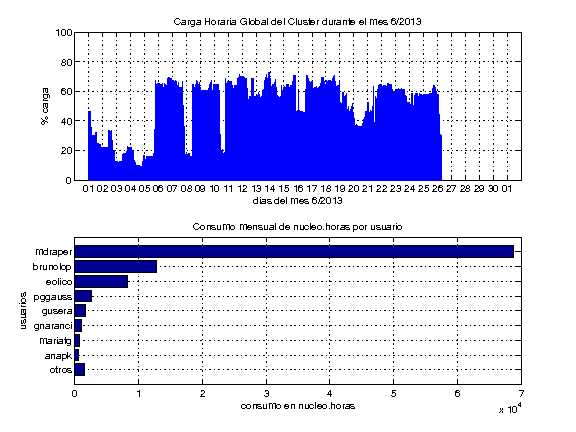 Carga Horaria Global del Cluster durante el mes 6/2013
100
80
60
40
20
0
% carga
01 02 03 04 05 06 07 08 09 10 11 12 13 14 15 16 17 18 19 20 21 22 23 24 25 26 27 28 29 30 01
dias del mes 6/2013
Consumo mensual de nucleo.horas por usuario
mdraper
brunolop
eolico
pggauss
gusera
gnaranci
mariatg
anapk
otros
usuarios
0 1 2 3 4 5 6 7
consumo en nucleo.horas
x 10^4